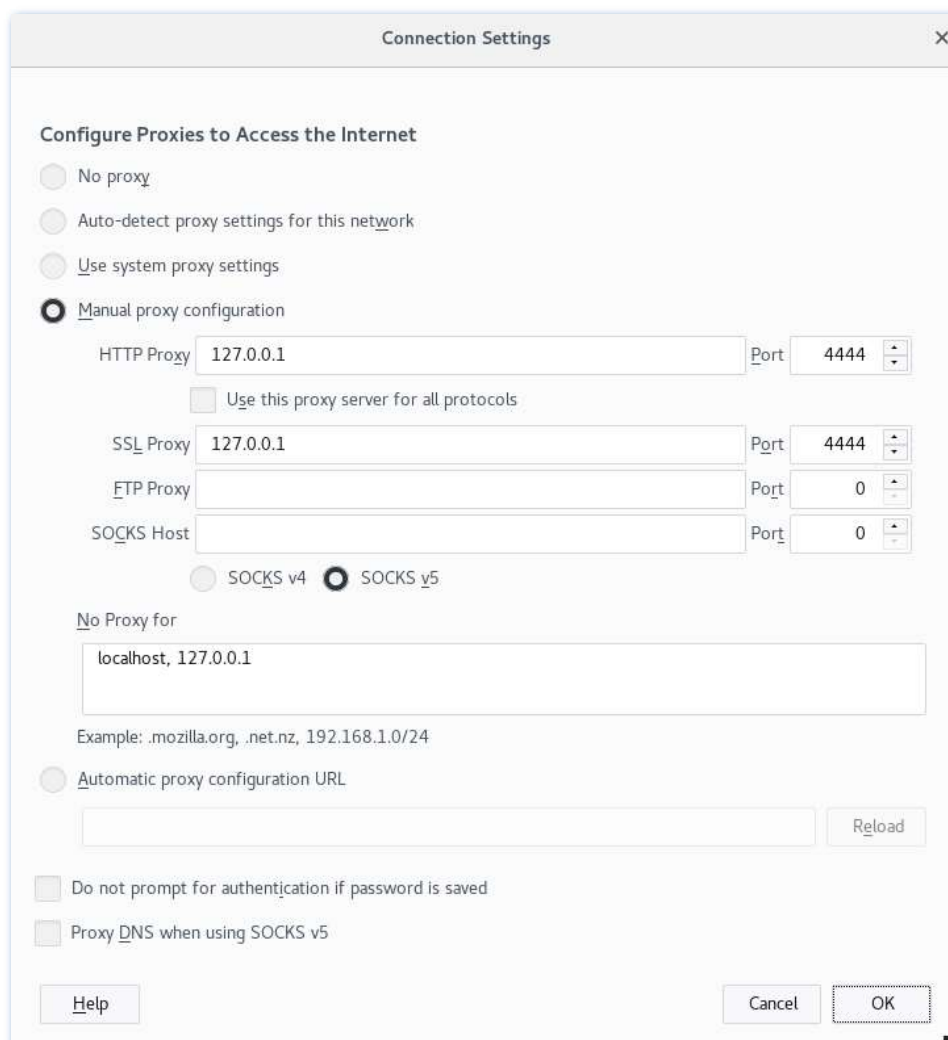 Connection Settings
Configure Proxies to Access the Internet
No proxy
Auto-detect proxy settings for this network
Use system proxy settings
Manual proxy configuration
HTTP Proxy 127.0.0.1 Port 4444
Use this proxy server for all protocols
SSL Proxy 127.0.0.1 Port 4444
FTP Proxy Port 0
SOCKS Host Port 0
SOCKS v4 SOCKS v5
No Proxy for
localhost, 127.0.0.1
Example: .mozilla.org, .net.nz, 192.168.1.0/24
Automatic proxy configuration URL
Reload
Do not prompt for authentication if password is saved
Proxy DNS when using SOCKS v5
Help Cancel OK